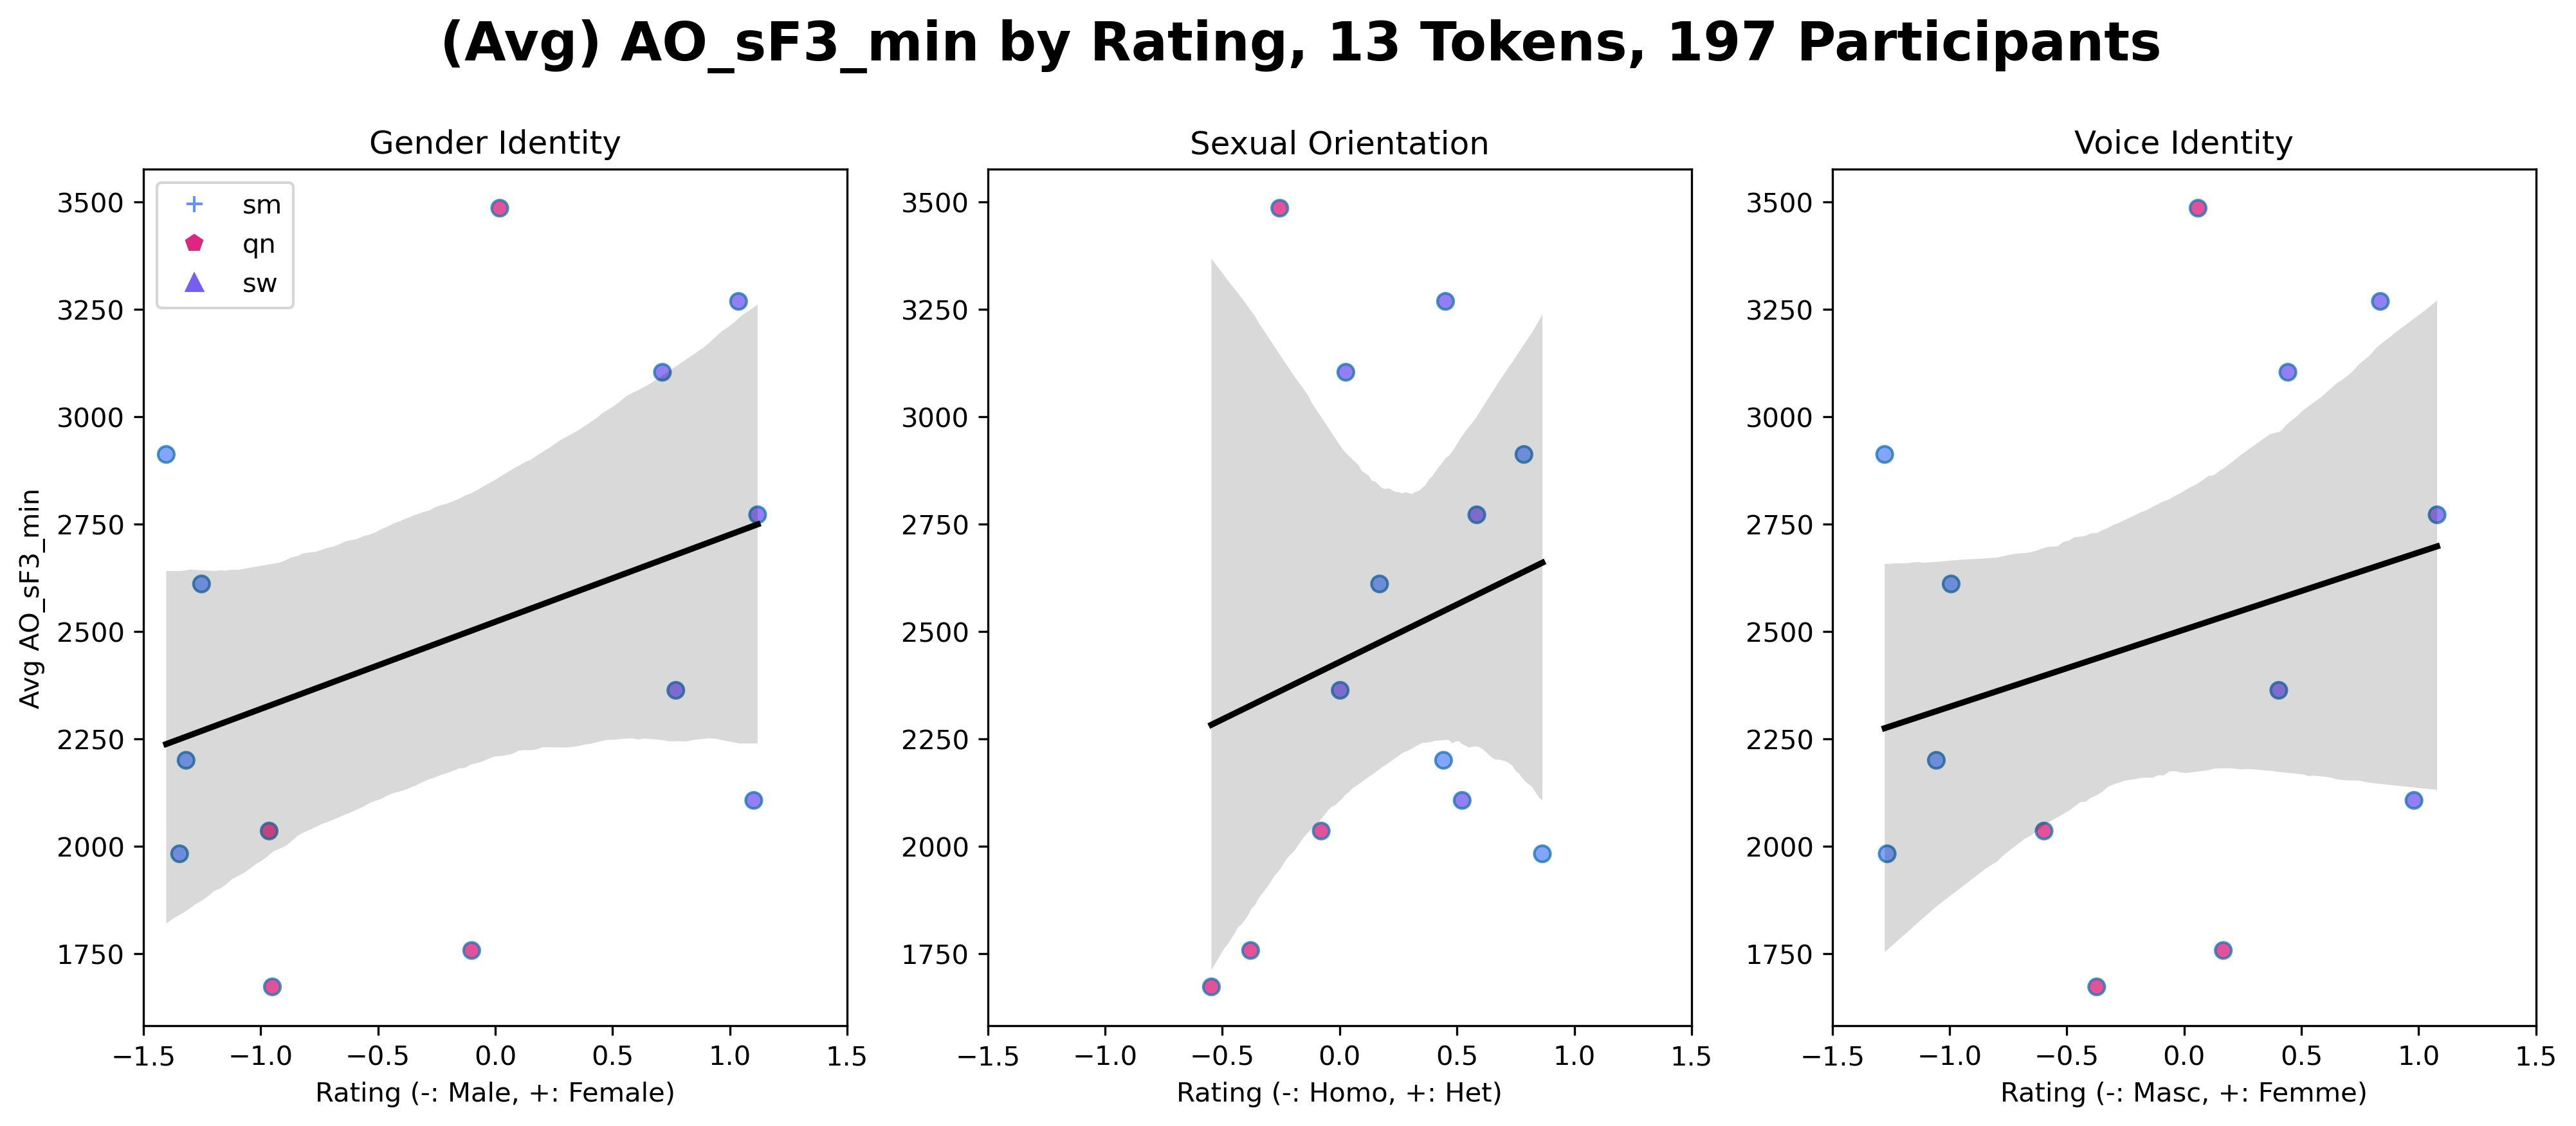 (Avg) AO_sF3_min by Rating, 13 Tokens, 197 Participants
Gender Identity
Sexual Orientation
Voice Identity
sm
qn
sw
Avg AO_sF3_min
3500
3250
3000
2750
2500
2250
2000
1750
−1.5 −1.0 −0.5 0.0 0.5 1.0 1.5
Rating (-: Male, +: Female)
3500
3250
3000
2750
2500
2250
2000
1750
−1.5 −1.0 −0.5 0.0 0.5 1.0 1.5
Rating (-: Homo, +: Het)
3500
3250
3000
2750
2500
2250
2000
1750
−1.5 −1.0 −0.5 0.0 0.5 1.0 1.5
Rating (-: Masc, +: Femme)